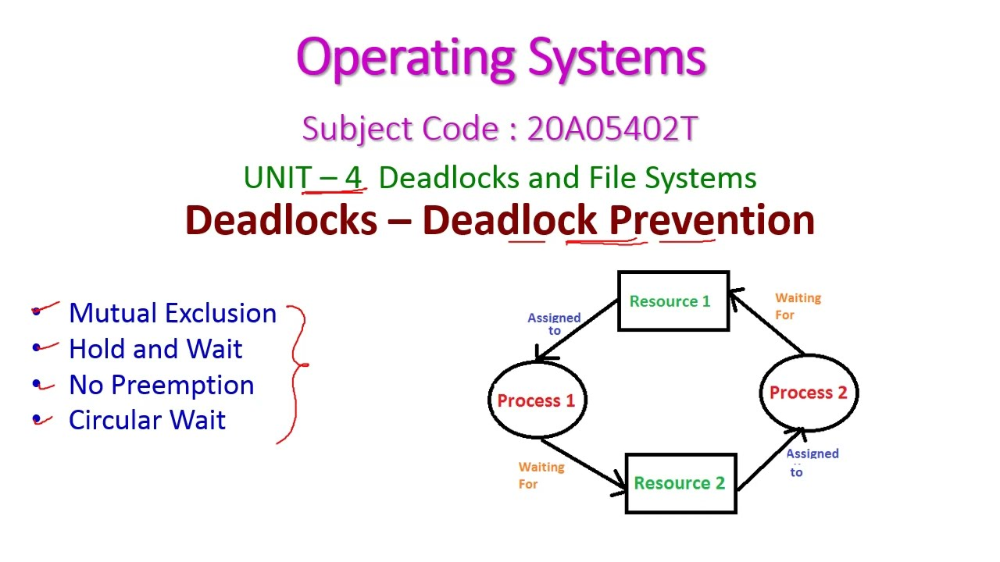 Operating Systems
Subject Code : 20A05402T
UNIT – 4 Deadlocks and File Systems
Deadlocks – Deadlock Prevention
• Mutual Exclusion
• Hold and Wait
• No Preemption
• Circular Wait
Resource 1
Assigned
to
Waiting
For
Process 1
Process 2
Waiting
For
Resource 2
Assigned
to